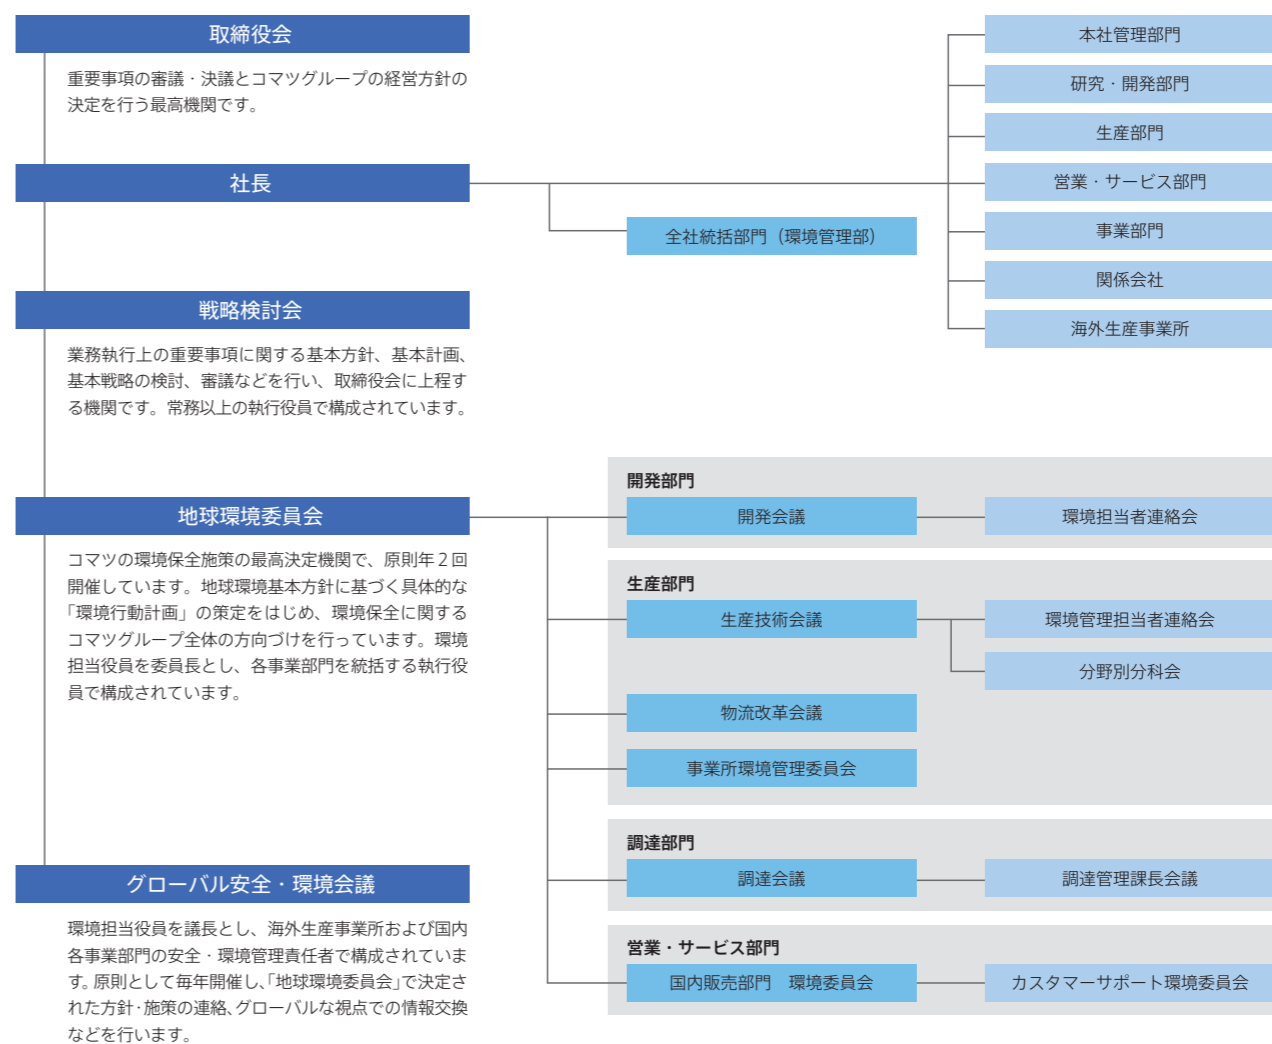 取締役会
重要事項の審議・決議とコマツグループの経営方針の
決定を行う最高機関です。
社長
全社統括部門（環境管理部）
本社管理部門
研究・開発部門
生産部門
営業・サービス部門
事業部門
関係会社
海外生産事業所
戦略検討会
業務執行上の重要事項に関する基本方針、基本計画、
基本戦略の検討、審議などを行い、取締役会に上程す
る機関です。常務以上の執行役員で構成されています。
地球環境委員会
コマツの環境保全施策の最高決定機関で、原則年２回
開催しています。地球環境基本方針に基づく具体的な
「環境行動計画」の策定をはじめ、環境保全に関する
コマツグループ全体の方向づけを行っています。環境
担当役員を委員長とし、各事業部門を統括する執行役
員で構成されています。
開発部門
開発会議
環境担当者連絡会
生産部門
生産技術会議
環境管理担当者連絡会
分野別分科会
物流改革会議
事業所環境管理委員会
調達部門
調達会議
調達管理課長会議
営業・サービス部門
国内販売部門　環境委員会
カスタマーサポート環境委員会
グローバル安全・環境会議
環境担当役員を議長とし、海外生産事業所および国内
各事業部門の安全・環境管理責任者で構成されていま
す。原則として毎年開催し、「地球環境委員会」で決定さ
れた方針・施策の連絡、グローバルな視点での情報交換
などを行います。